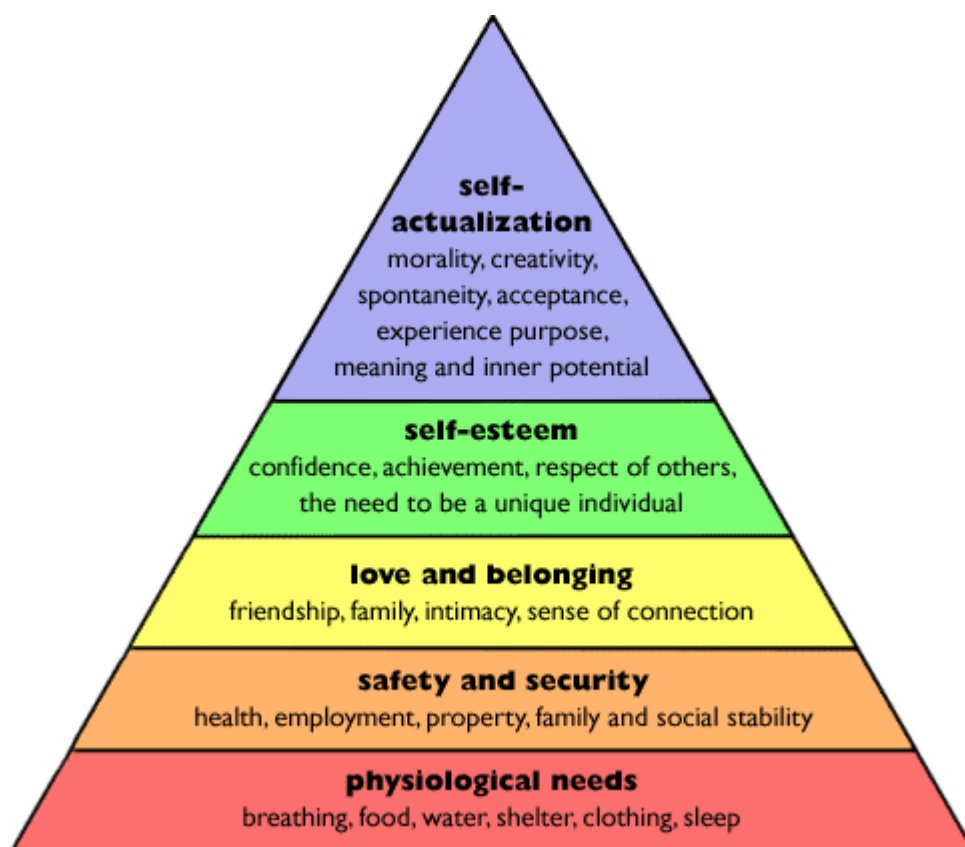 self-
actualization
morality, creativity,
spontaneity, acceptance,
experience purpose,
meaning and inner potential
self-esteem
confidence, achievement, respect of others,
the need to be a unique individual
love and belonging
friendship, family, intimacy, sense of connection
safety and security
health, employment, property, family and social stability
physiological needs
breathing, food, water, shelter, clothing, sleep